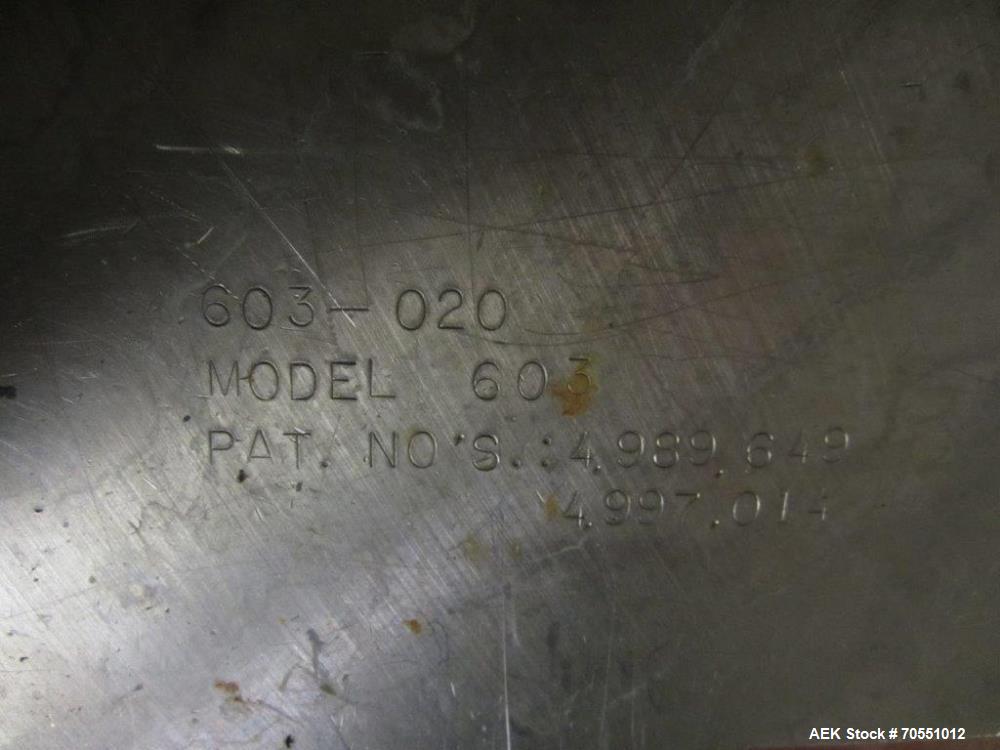 603-020
MODEL 603
PAT. NO'S.:4,989,649
4,997,014
AEK Stock # 70551012